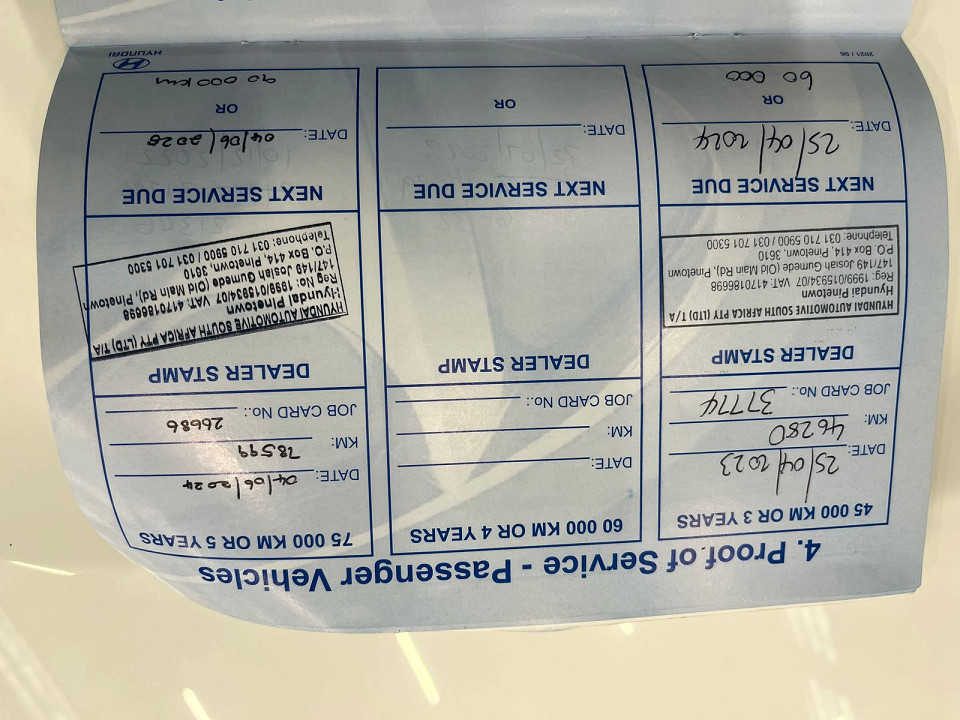 4. Proof of Service - Passenger Vehicles
45 000 KM OR 3 YEARS
DATE: 25/04/2023
KM: 46280
JOB CARD No.: 37774
DEALER STAMP
HYUNDAI AUTOMOTIVE SOUTH AFRICA PTY (LTD) T/A
Hyundai Pinetown
Reg: 1999/015934/07 VAT: 4170186698
147/149 Josiah Gumede (Old Main Rd), Pinetown
P.O. Box 414, Pinetown, 3610
Telephone: 031 710 5900 / 031 701 5300
NEXT SERVICE DUE
DATE: 25/04/2024
OR
60 000
2021 / 06
60 000 KM OR 4 YEARS
DATE:
KM:
JOB CARD No.:
DEALER STAMP
NEXT SERVICE DUE
DATE:
OR
75 000 KM OR 5 YEARS
DATE: 04/06/2024
KM: 78599
JOB CARD No.: 26686
DEALER STAMP
HYUNDAI AUTOMOTIVE SOUTH AFRICA PTY (LTD) T/A
Hyundai Pinetown
Reg: No: 1999/015934/07 VAT: 4170186698
147/149 Josiah Gumede (Old Main Rd), Pinetown
P.O. Box 414, Pinetown, 3610
Telephone: 031 710 5900 / 031 701 5300
NEXT SERVICE DUE
DATE: 04/06/2025
OR
90 000 km
HYUNDAI